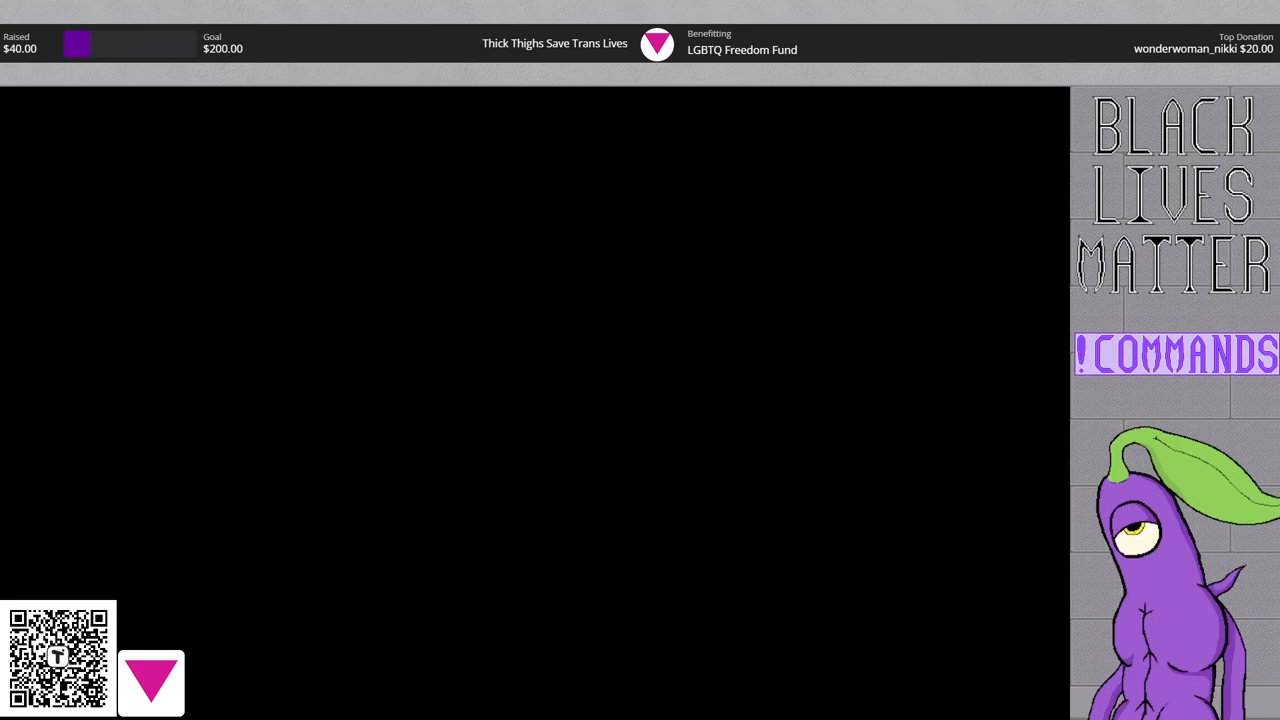 Raised
$40.00
Goal
$200.00
Thick Thighs Save Trans Lives
Benefitting
LGBTQ Freedom Fund
Top Donation
wonderwoman_nikki $20.00
BLACK
LIVES
MATTER
!COMMANDS
T